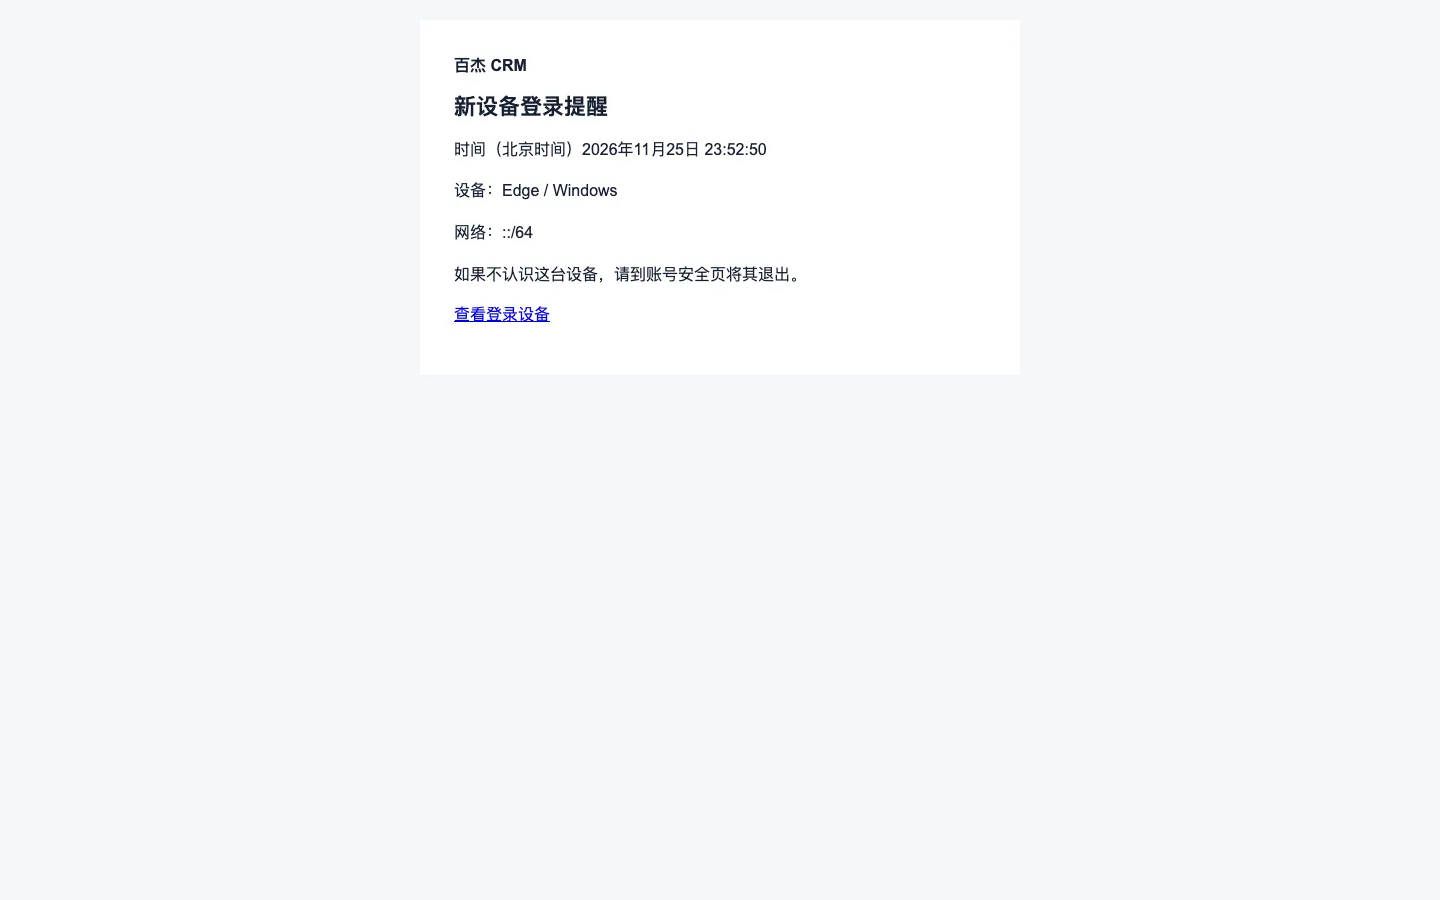 百杰 CRM
新设备登录提醒
时间（北京时间）2026年11月25日 23:52:50
设备：Edge / Windows
网络：::/64
如果不认识这台设备，请到账号安全页将其退出。
查看登录设备